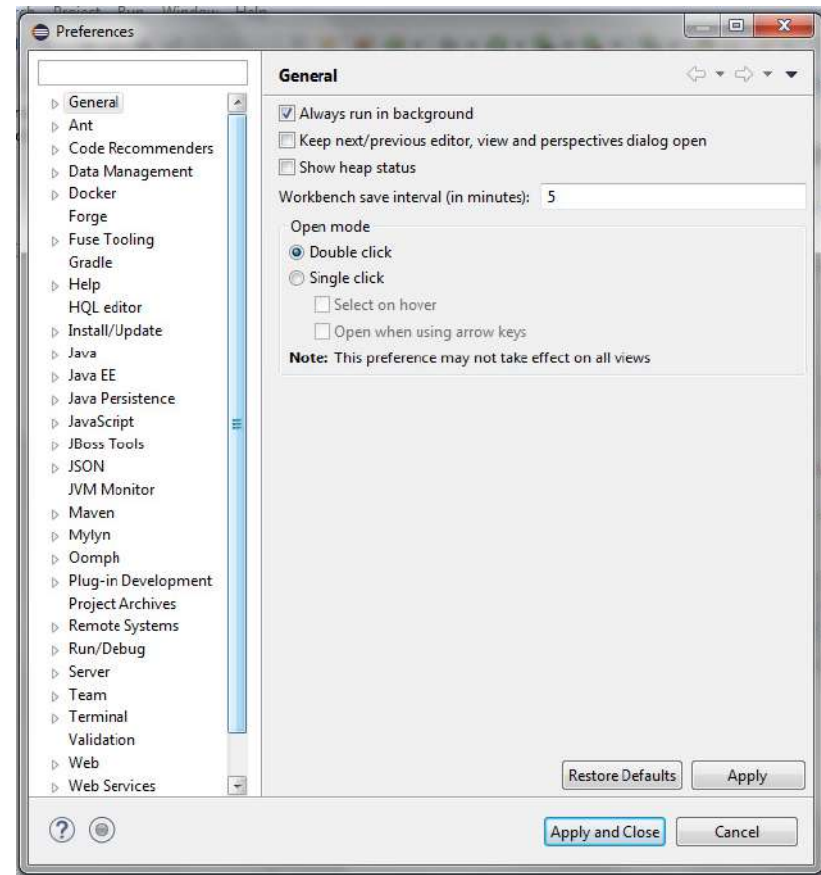 Project Run Window Help
Preferences
General
Ant
Code Recommenders
Data Management
Docker
Forge
Fuse Tooling
Gradle
Help
HQL editor
Install/Update
Java
Java EE
Java Persistence
JavaScript
JBoss Tools
JSON
JVM Monitor
Maven
Mylyn
Oomph
Plug-in Development
Project Archives
Remote Systems
Run/Debug
Server
Team
Terminal
Validation
Web
Web Services
General
Always run in background
Keep next/previous editor, view and perspectives dialog open
Show heap status
Workbench save interval (in minutes): 5
Open mode
Double click
Single click
Select on hover
Open when using arrow keys
Note: This preference may not take effect on all views
Restore Defaults Apply
? Apply and Close Cancel